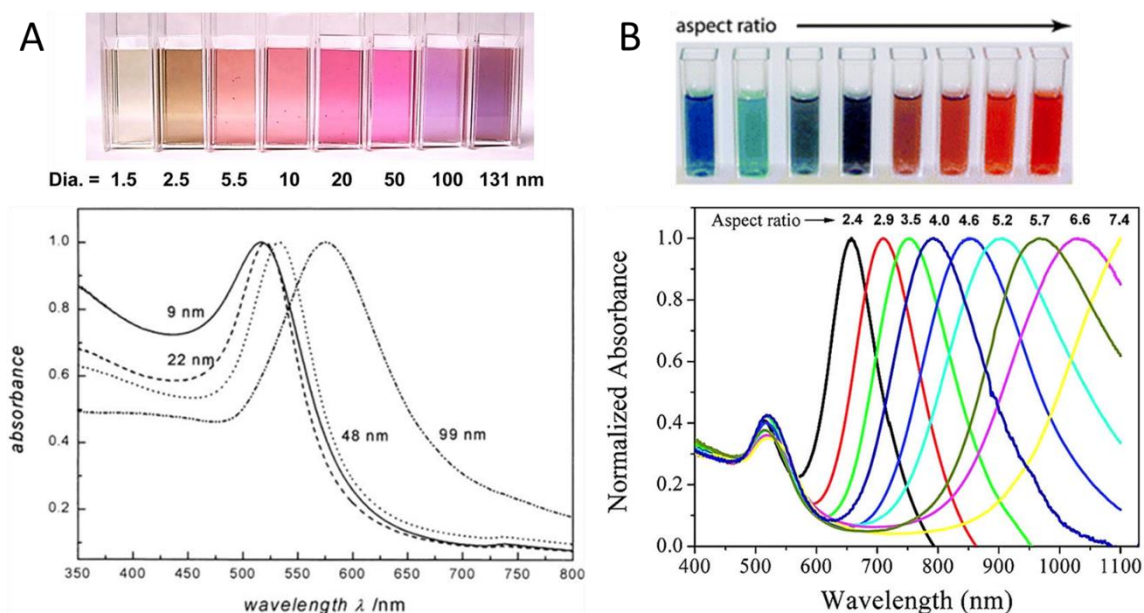 A
Dia. = 1.5 2.5 5.5 10 20 50 100 131 nm
absorbance
1.0
0.8
0.6
0.4
0.2
9 nm
22 nm
48 nm
99 nm
350 400 450 500 550 600 650 700 750 800
wavelength λ /nm
B
aspect ratio
Aspect ratio 2.4 2.9 3.5 4.0 4.6 5.2 5.7 6.6 7.4
Normalized Absorbance
1.0
0.8
0.6
0.4
0.2
0.0
400 500 600 700 800 900 1000 1100
Wavelength (nm)